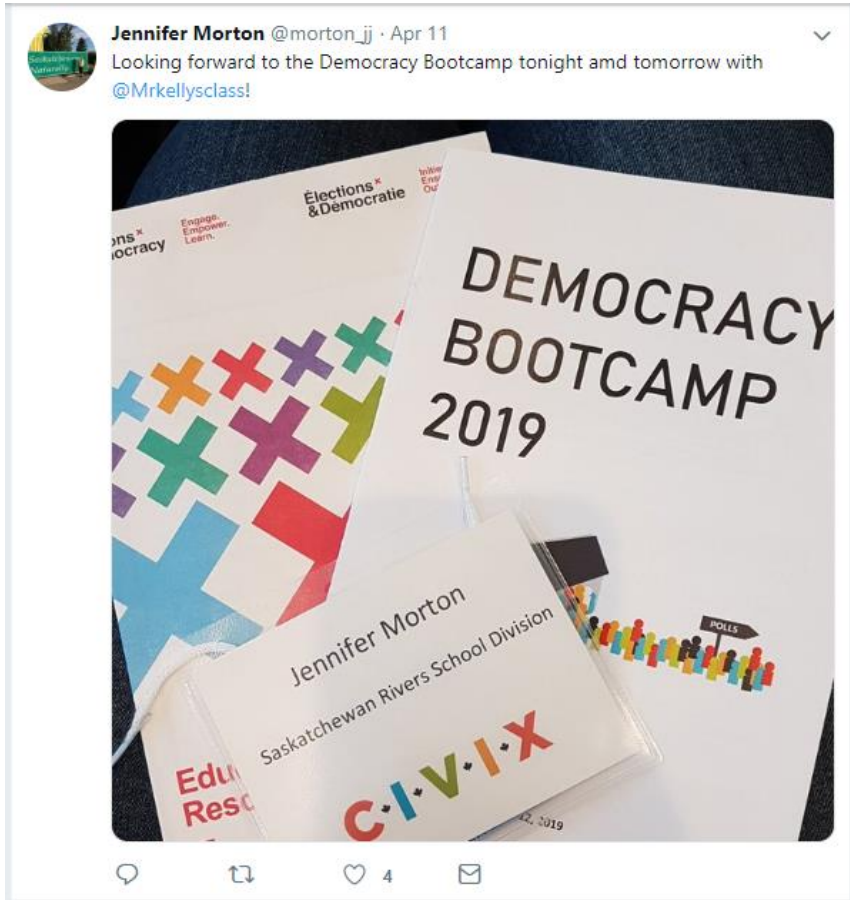 Jennifer Morton @morton_jj · Apr 11
Looking forward to the Democracy Bootcamp tonight amd tomorrow with
@Mrkellysclass!
Élections
& Démocratie
ons
ocracy
Engage.
Empower.
Learn.
DEMOCRACY
BOOTCAMP
2019
POLLS
Jennifer Morton
Saskatchewan Rivers School Division
C·I·V·I·X
Edu
Reso
12, 2019
4